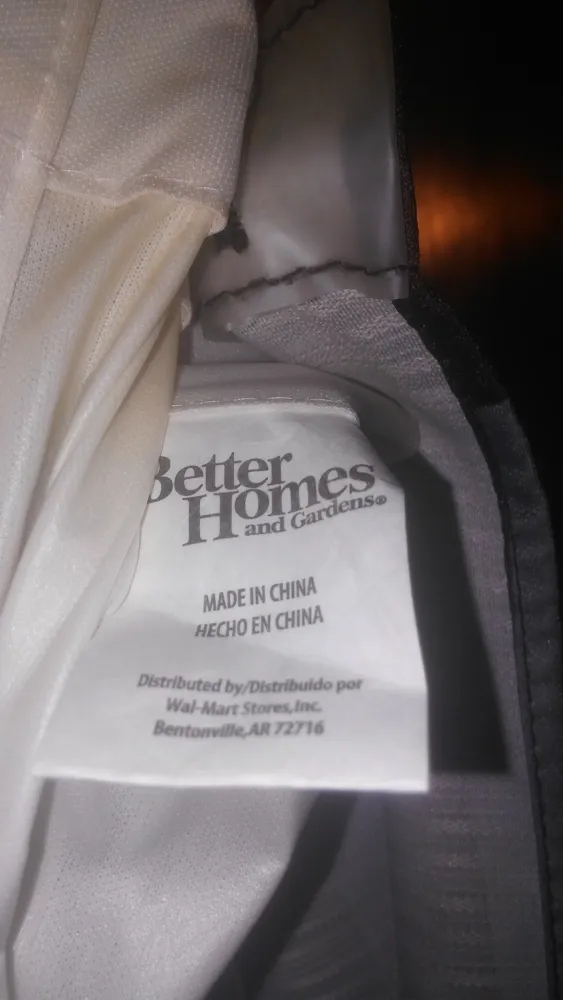 Better
Homes
and Gardens®
MADE IN CHINA
HECHO EN CHINA
Distributed by/Distribuido por
Wal-Mart Stores,Inc.
Bentonville,AR 72716